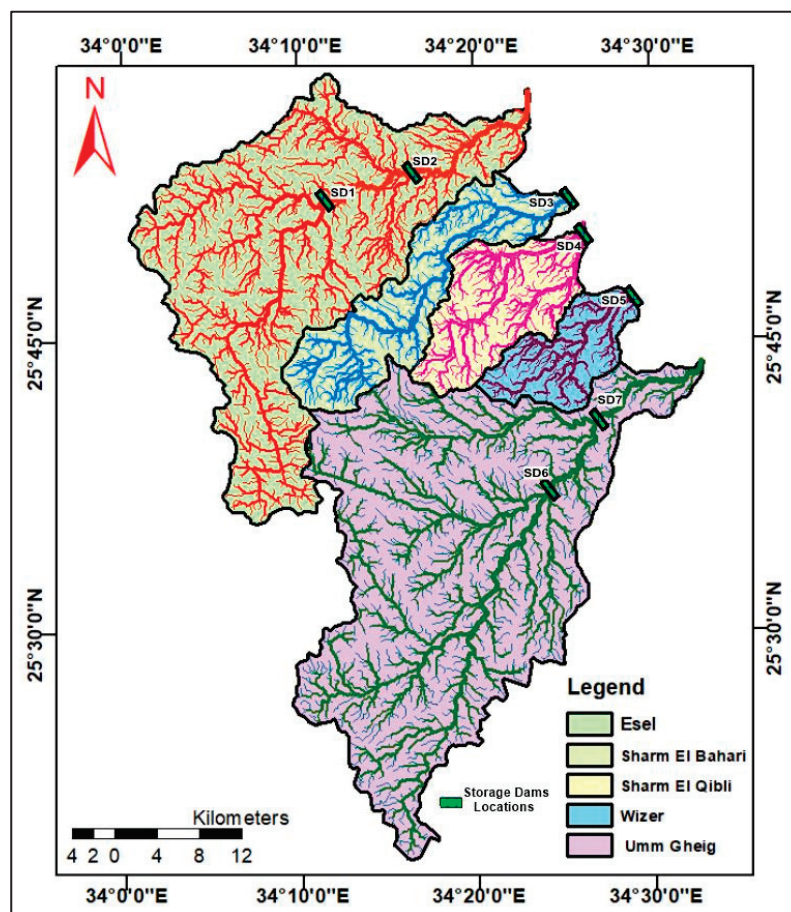 34°0'0"E 34°10'0"E 34°20'0"E 34°30'0"E
N
SD2
SD1
SD3
SD4
SD5
25°45'0"N 25°45'0"N
SD7
SD6
25°30'0"N 25°30'0"N
Legend
Esel
Sharm El Bahari
Sharm El Qibli
Wizer
Umm Gheig
Storage Dams
Locations
Kilometers
4 2 0 4 8 12
34°0'0"E 34°10'0"E 34°20'0"E 34°30'0"E